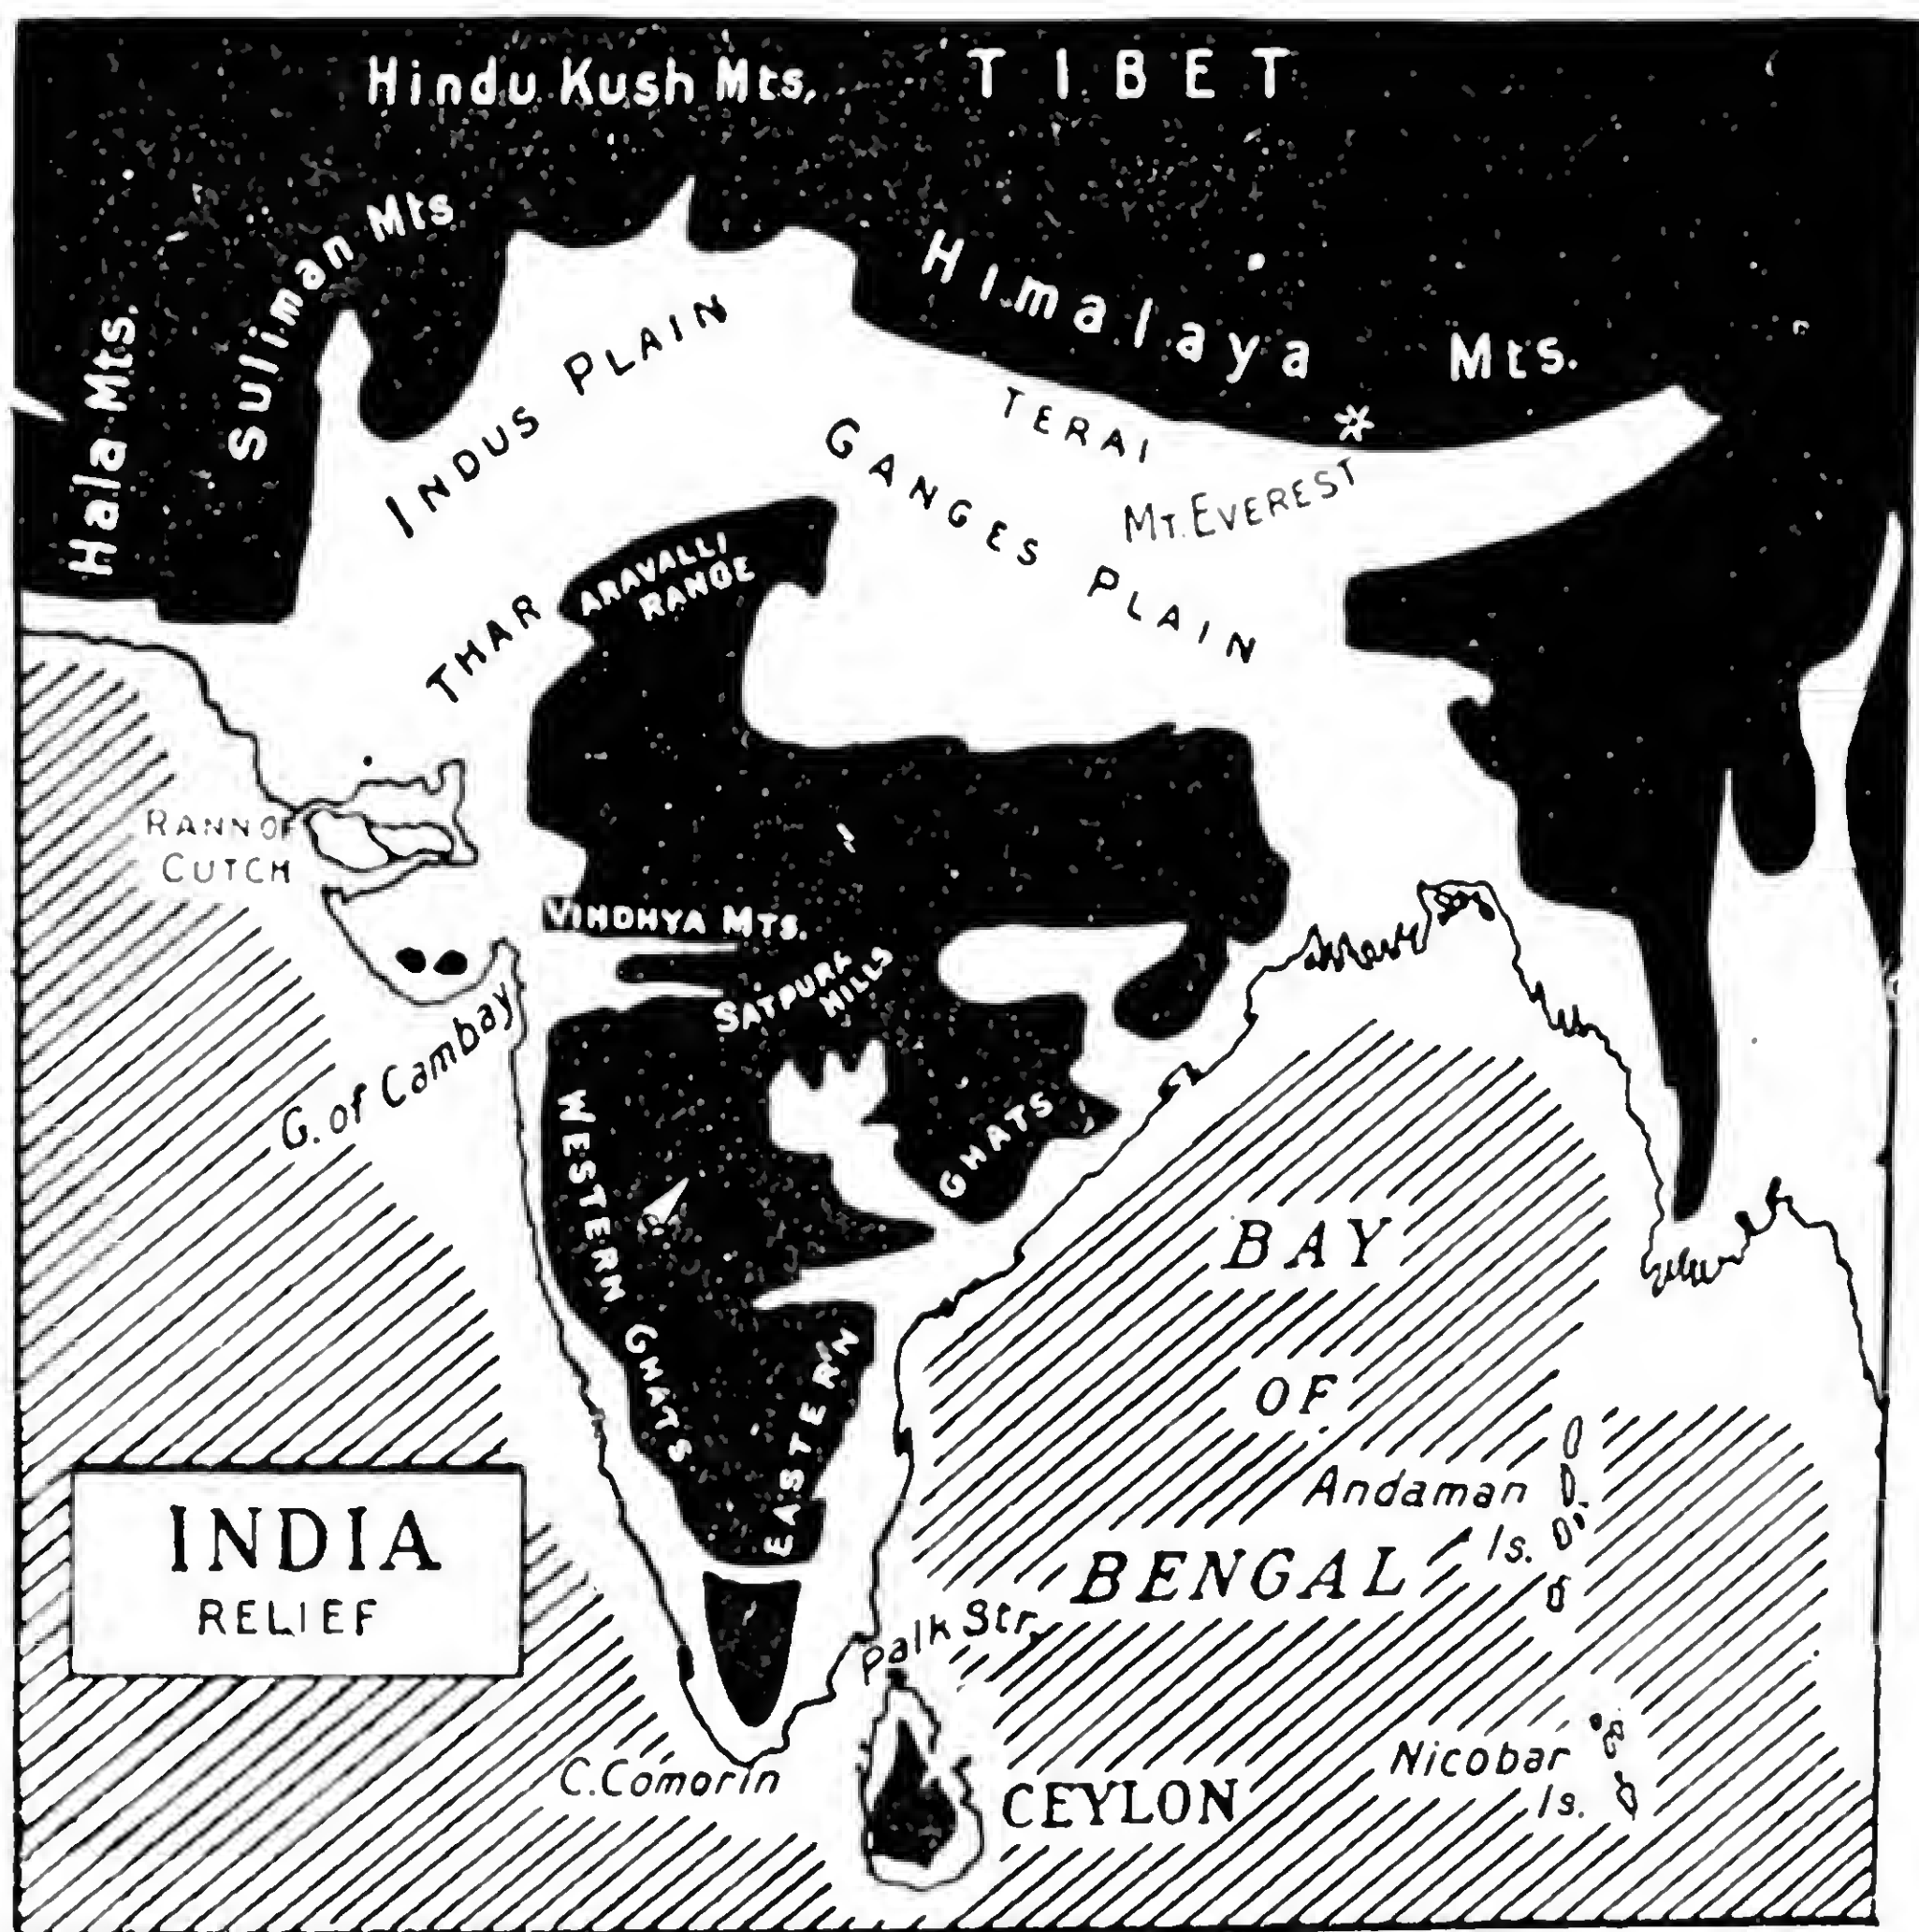 Hindu Kush Mts.
TIBET
Suliman Mts
Hala Mts.
Himalaya Mts.
INDUS PLAIN
TERAI
GANGES PLAIN
MT. EVEREST
ARAVALLI
RANGE
THAR
RANN OF
CUTCH
VINDHYA MTS.
SATPURA
HILLS
G. of Cambay
WESTERN GHATS
EASTERN
GHATS
BAY
OF
BENGAL
Andaman
Is.
INDIA
RELIEF
Palk Str.
C. Comorin
CEYLON
Nicobar
Is.